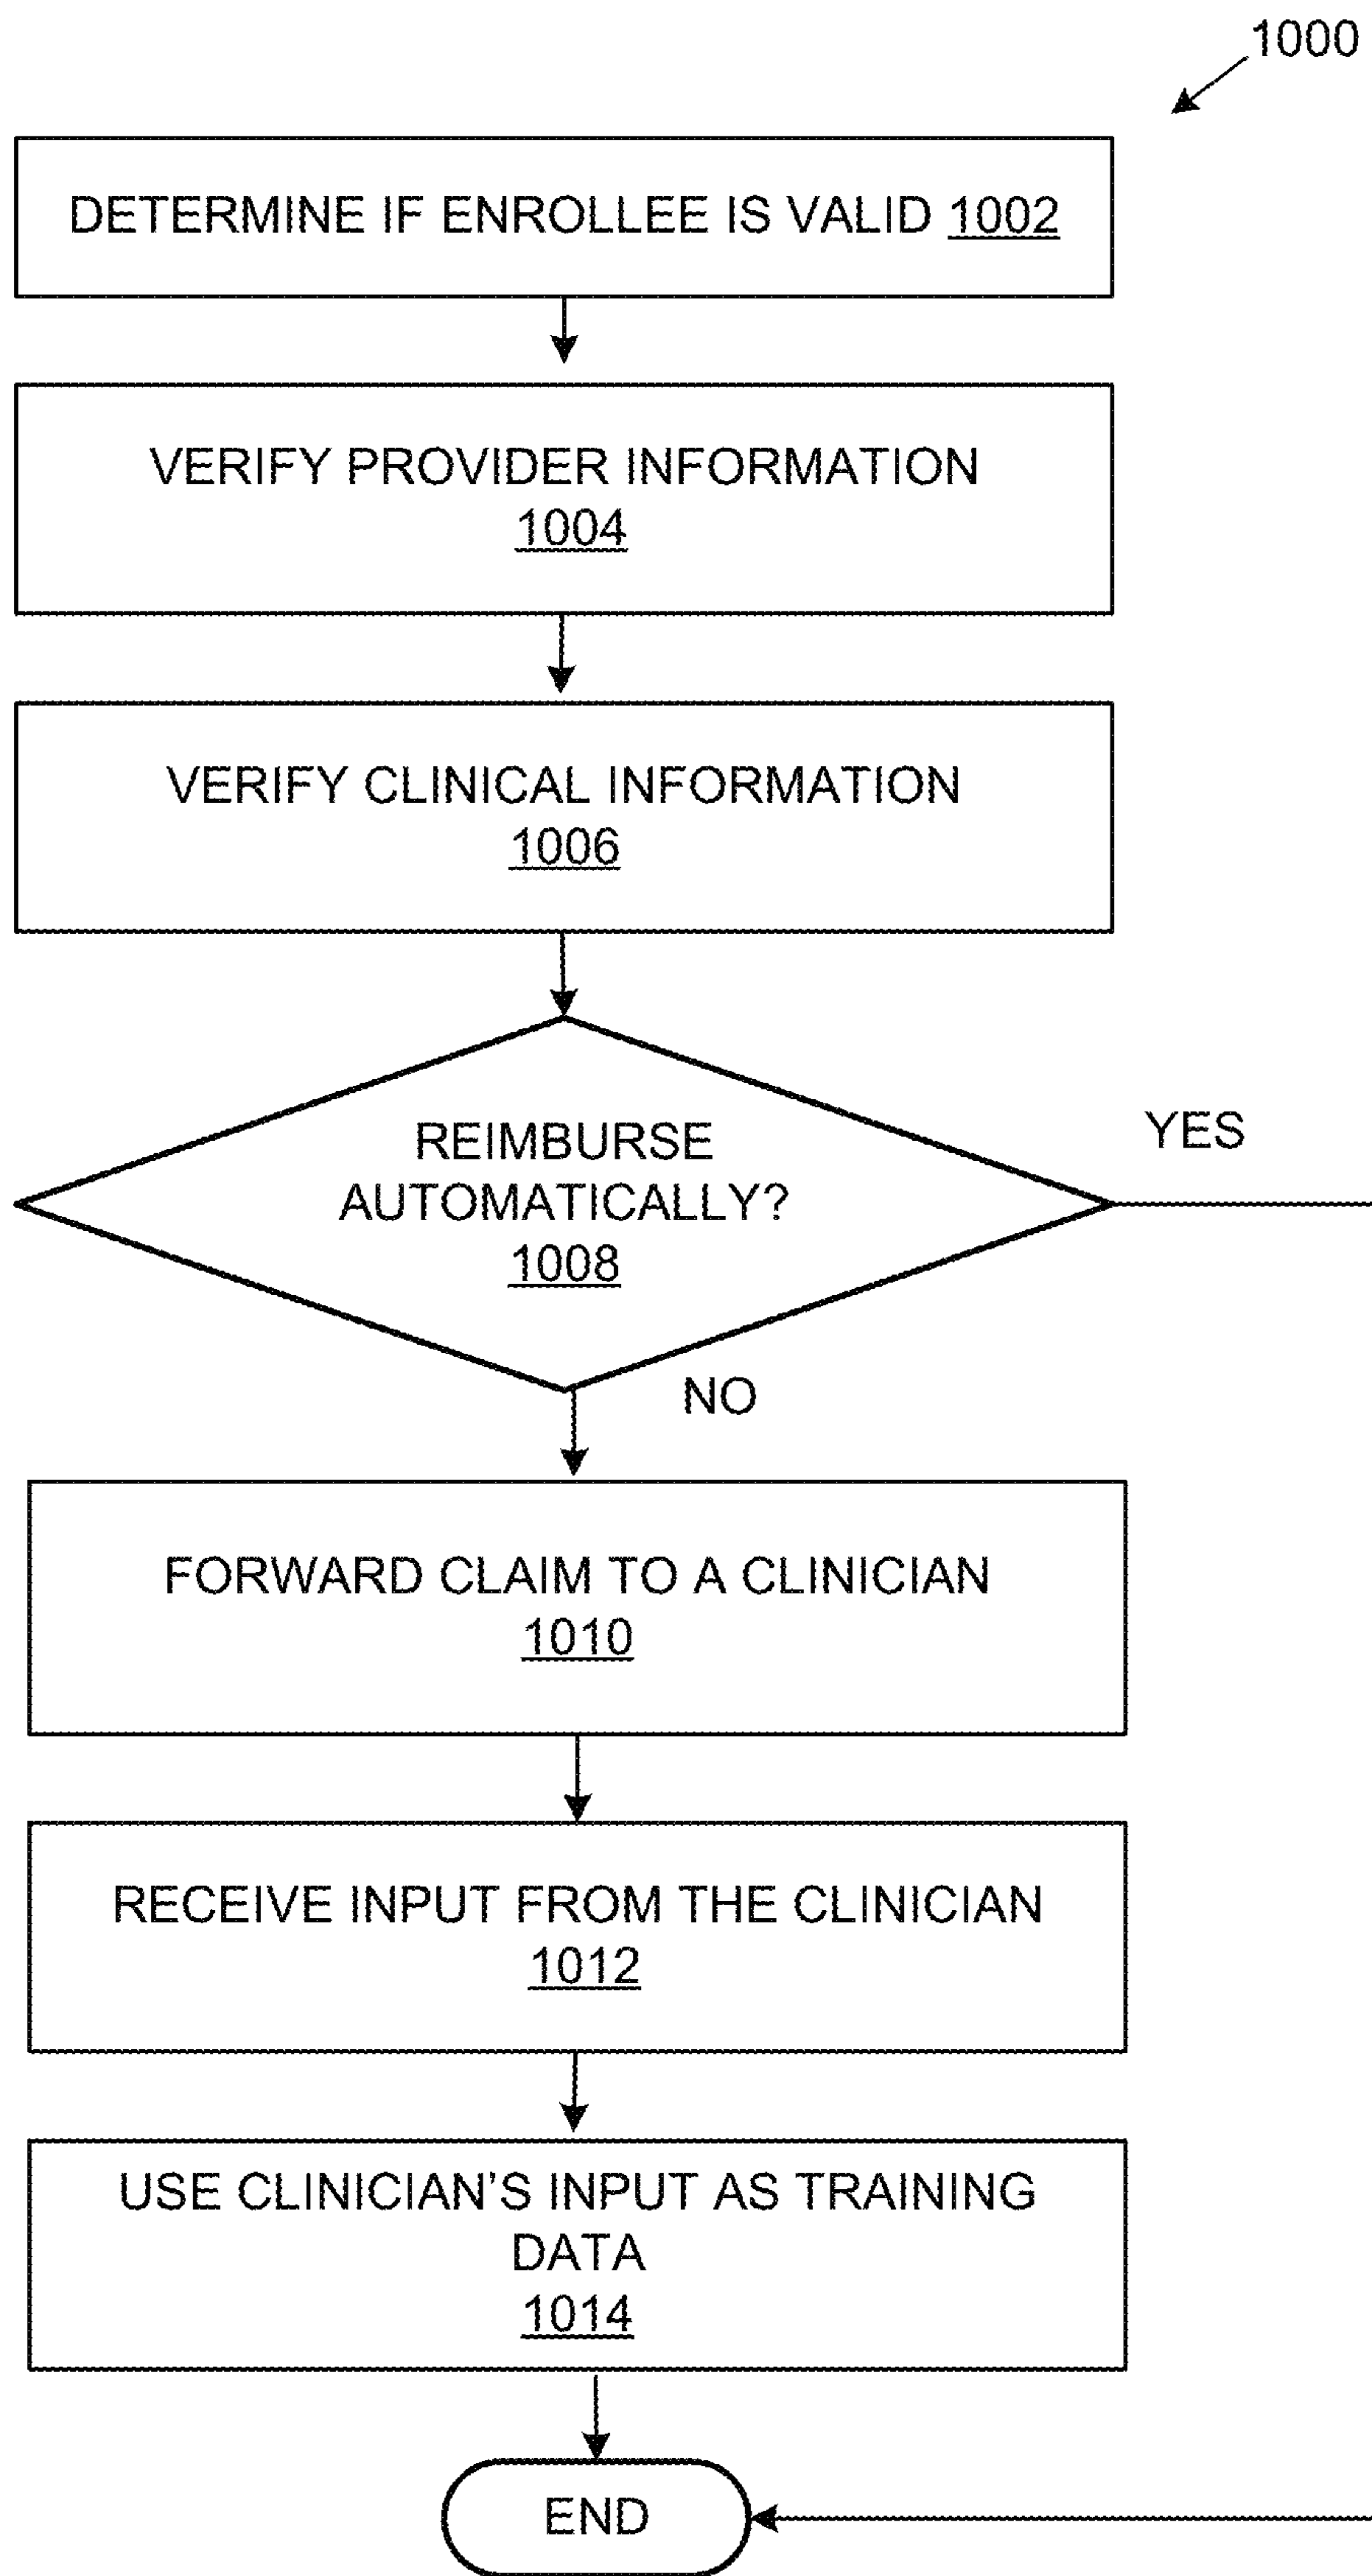 1000
DETERMINE IF ENROLLEE IS VALID 1002
VERIFY PROVIDER INFORMATION
1004
VERIFY CLINICAL INFORMATION
1006
REIMBURSE
AUTOMATICALLY?
1008
YES
NO
FORWARD CLAIM TO A CLINICIAN
1010
RECEIVE INPUT FROM THE CLINICIAN
1012
USE CLINICIAN'S INPUT AS TRAINING
DATA
1014
END